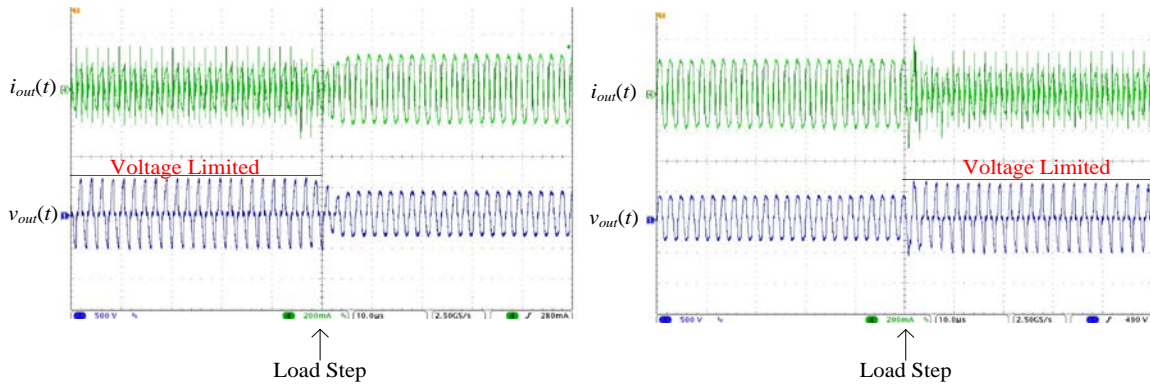 i_out(t)
Voltage Limited
v_out(t)
500 V
200mA
10.0µs
2.50GS/s
280mA
Load Step
i_out(t)
Voltage Limited
v_out(t)
500 V
200mA
10.0µs
2.50GS/s
400 V
Load Step